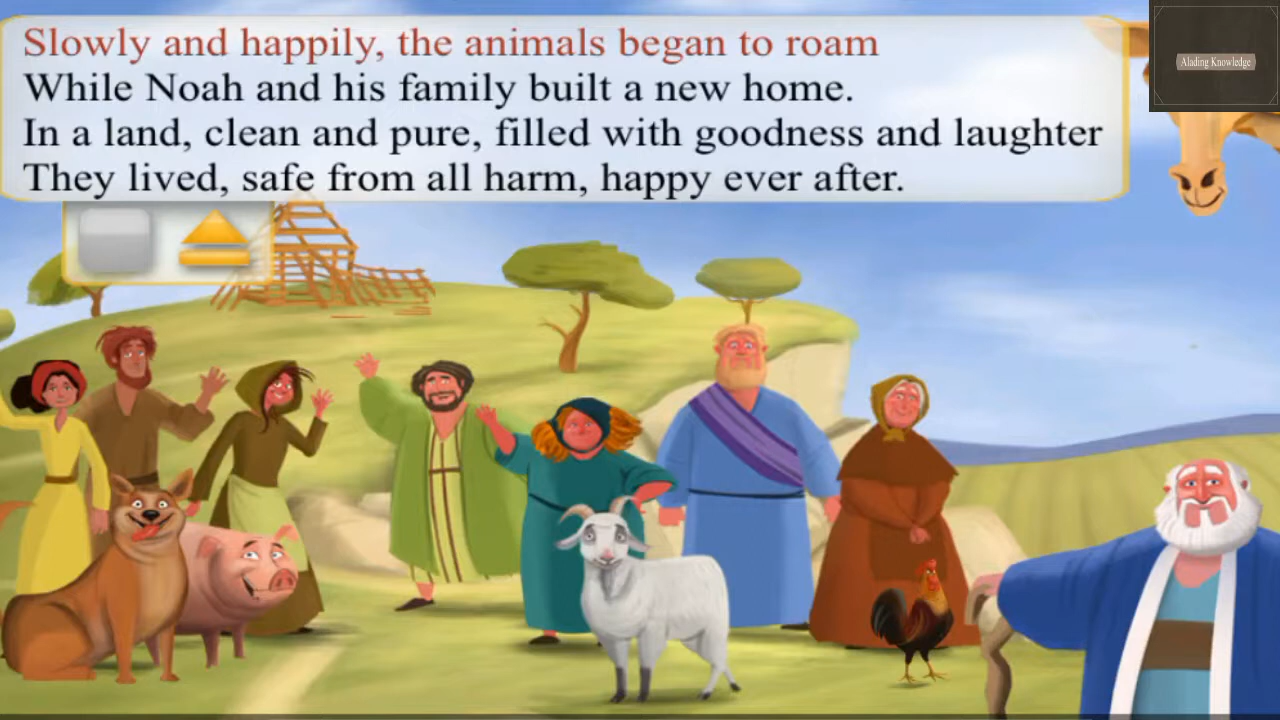 Slowly and happily, the animals began to roam
While Noah and his family built a new home.
In a land, clean and pure, filled with goodness and laughter
They lived, safe from all harm, happy ever after.
Alading Knowledge